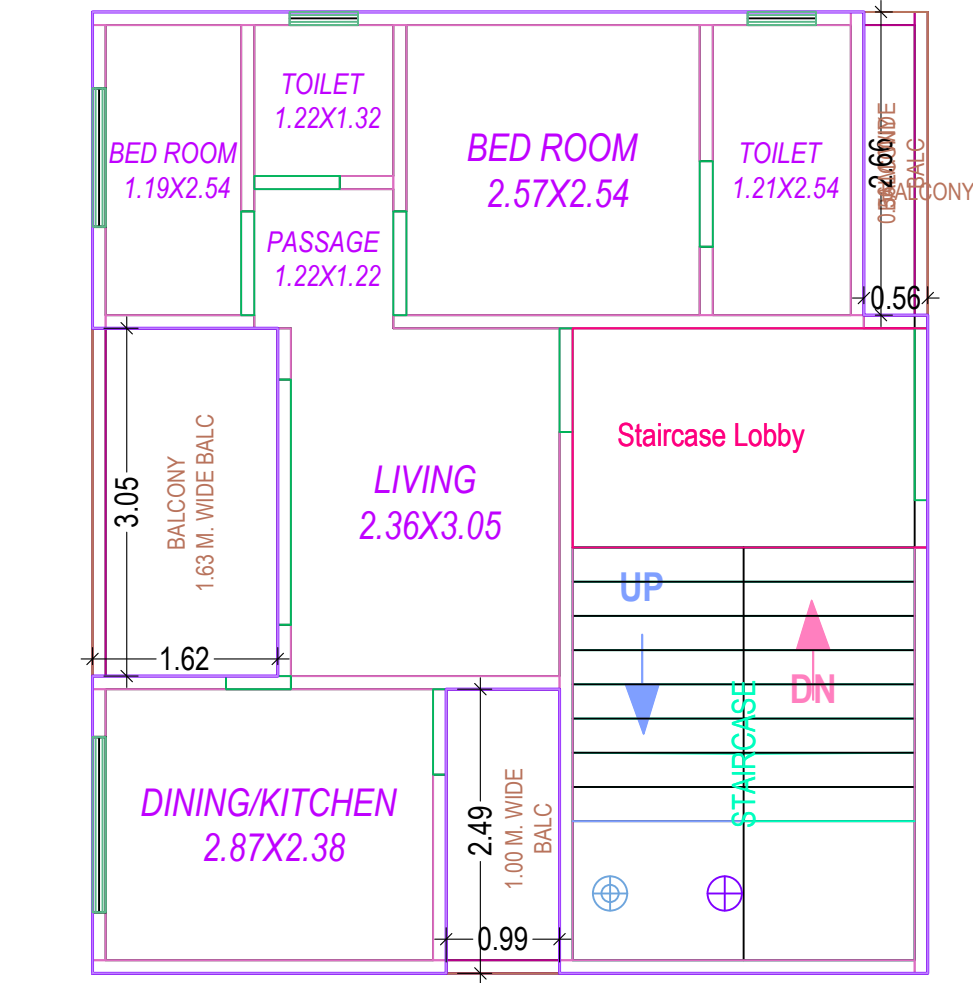 TOILET
1.22X1.32
BED ROOM
1.19X2.54
BED ROOM
2.57X2.54
TOILET
1.21X2.54
2.66
BALC
BALCONY
PASSAGE
1.22X1.22
0.56
Staircase Lobby
3.05
BALCONY
1.63 M. WIDE BALC
LIVING
2.36X3.05
1.62
UP
DN
STAIRCASE
DINING/KITCHEN
2.87X2.38
2.49
1.00 M. WIDE
BALC
0.99